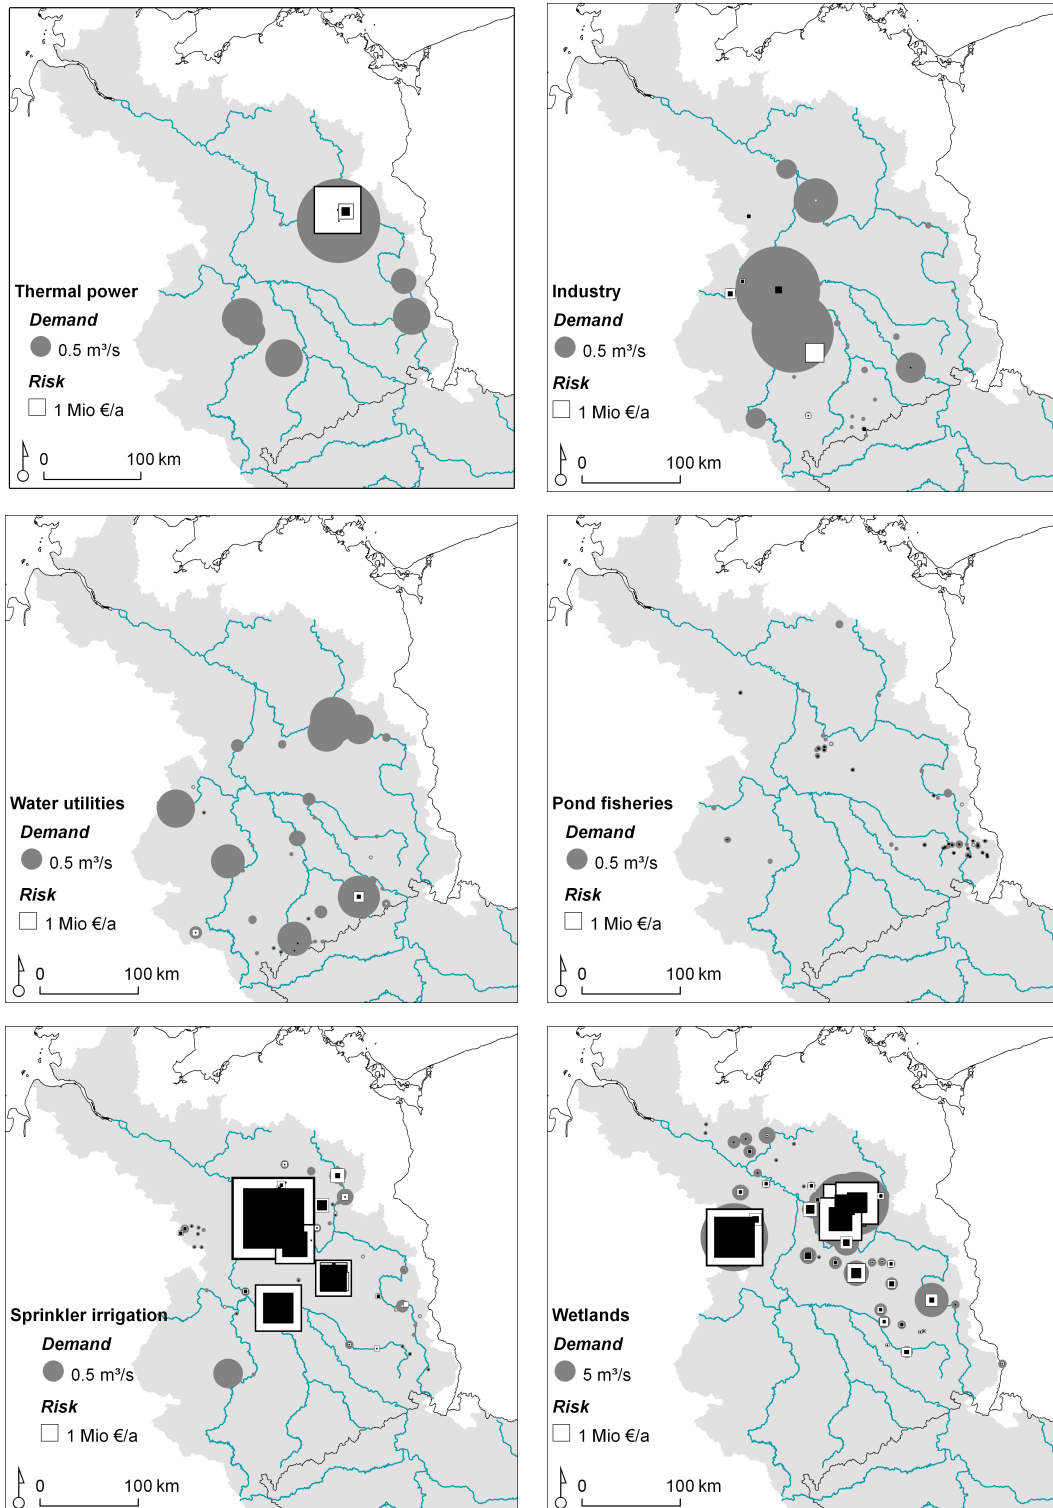 Thermal power
Demand
0.5 m³/s
Risk
1 Mio €/a
0 100 km
Industry
Demand
0.5 m³/s
Risk
1 Mio €/a
0 100 km
Water utilities
Demand
0.5 m³/s
Risk
1 Mio €/a
0 100 km
Pond fisheries
Demand
0.5 m³/s
Risk
1 Mio €/a
0 100 km
Sprinkler irrigation
Demand
0.5 m³/s
Risk
1 Mio €/a
0 100 km
Wetlands
Demand
5 m³/s
Risk
1 Mio €/a
0 100 km